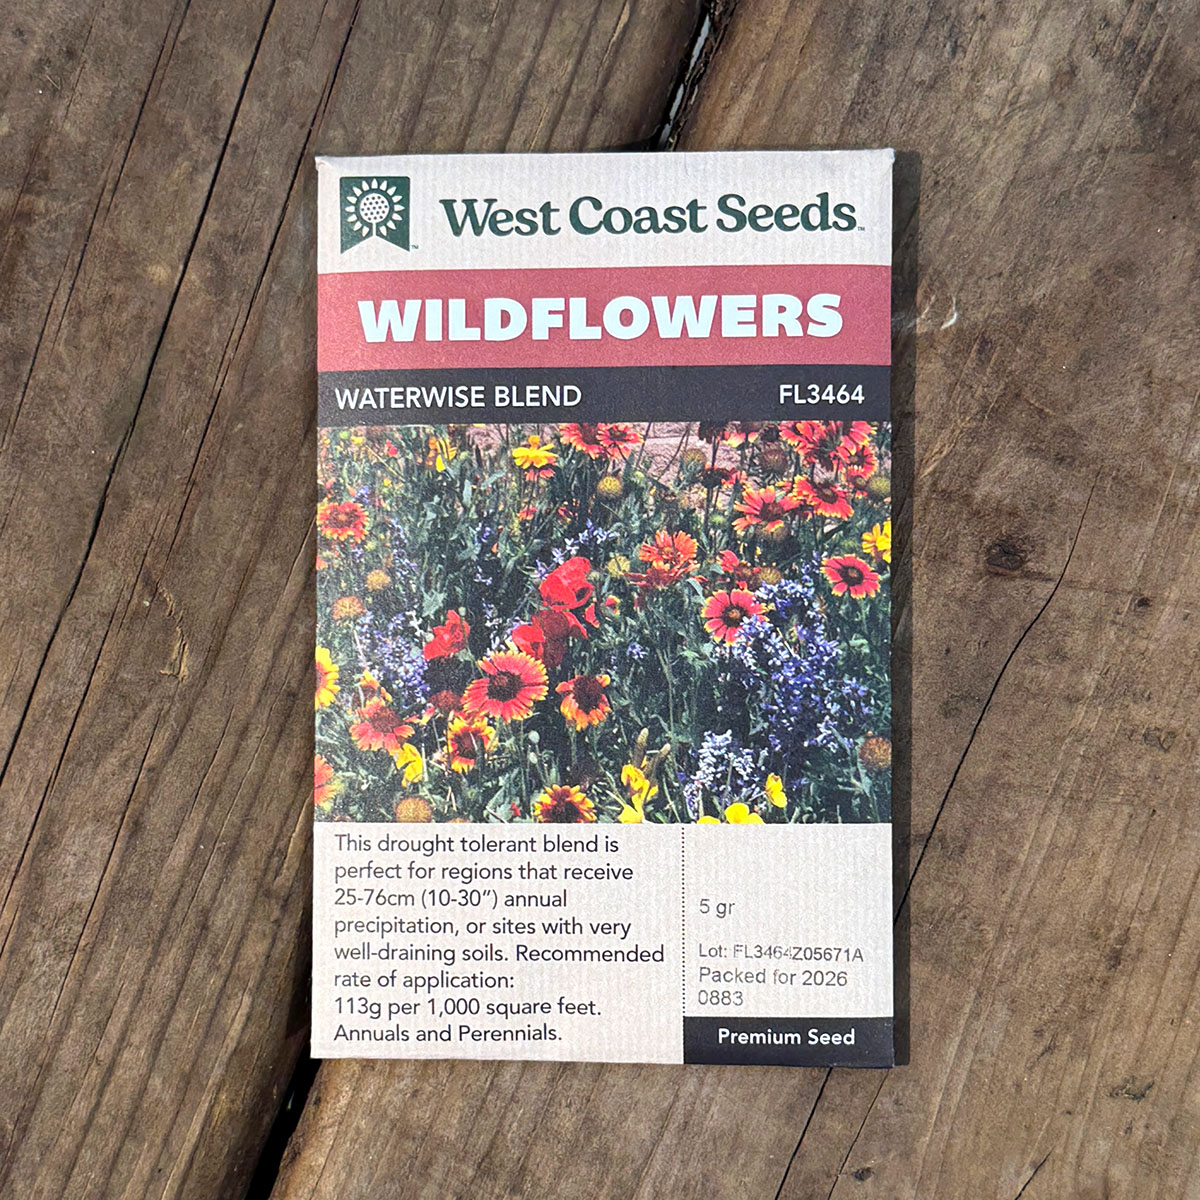 West Coast Seeds™
WILDFLOWERS
WATERWISE BLEND
FL3464
This drought tolerant blend is
perfect for regions that receive
25-76cm (10-30”) annual
precipitation, or sites with very
well-draining soils. Recommended
rate of application:
113g per 1,000 square feet.
Annuals and Perennials.
5 gr
Lot: FL3464Z05671A
Packed for 2026
0883
Premium Seed